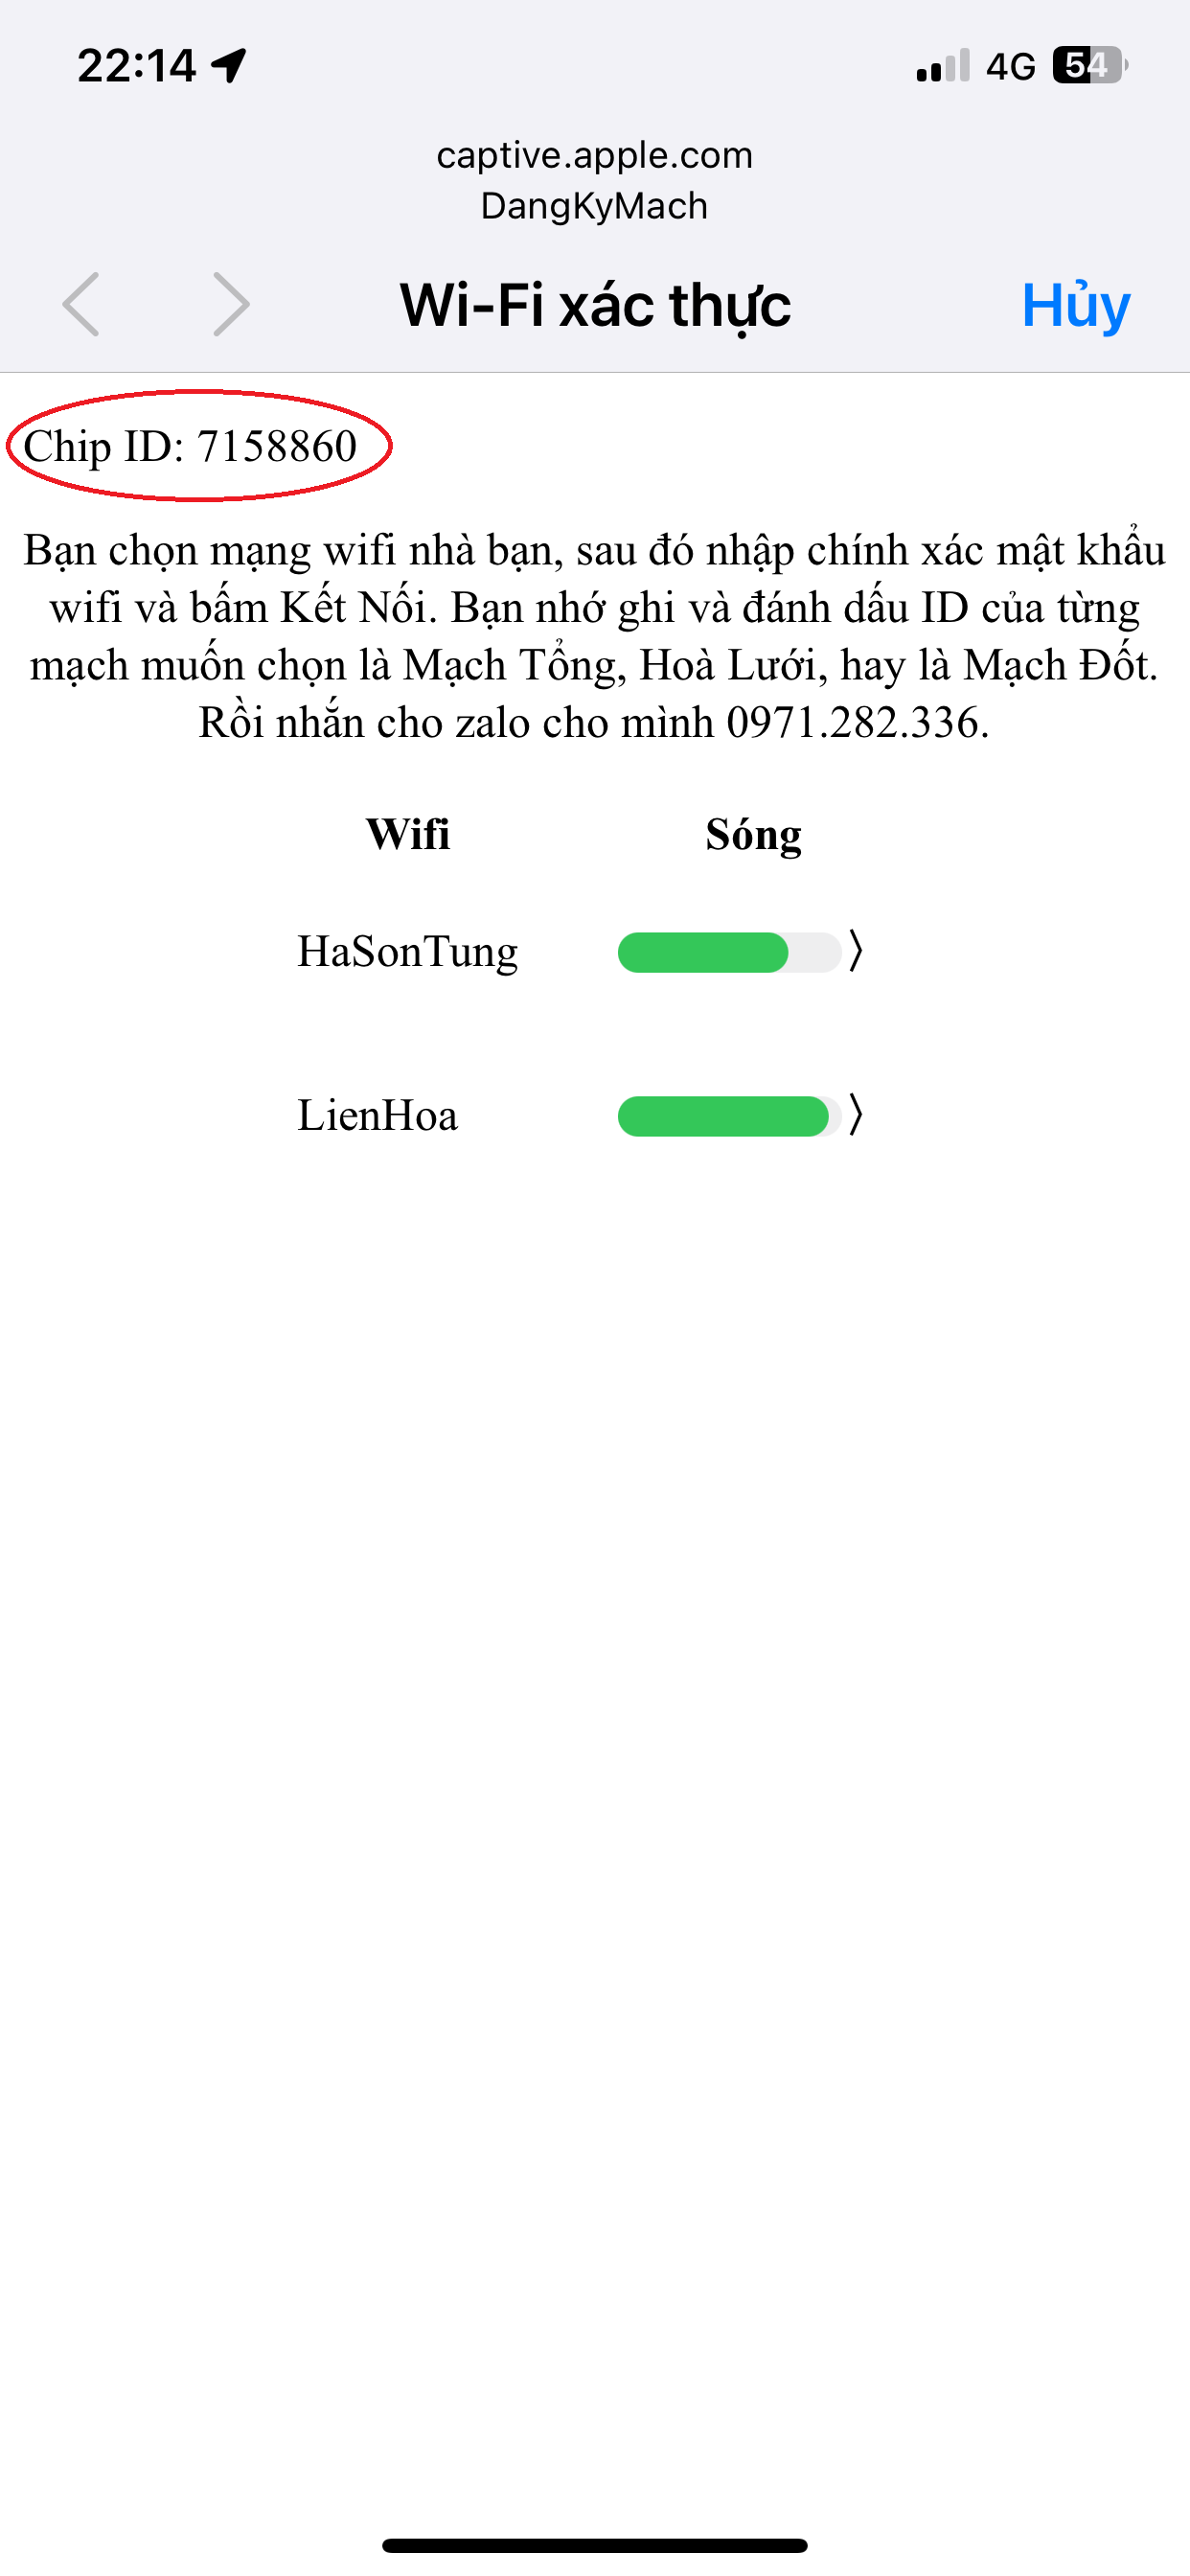 22:14
4G
54
captive.apple.com
DangKyMach
Wi-Fi xác thực
Hủy
Chip ID: 7158860
Bạn chọn mạng wifi nhà bạn, sau đó nhập chính xác mật khẩu
wifi và bấm Kết Nối. Bạn nhớ ghi và đánh dấu ID của từng
mạch muốn chọn là Mạch Tổng, Hoà Lưới, hay là Mạch Đốt.
Rồi nhắn cho zalo cho mình 0971.282.336.
Wifi Sóng
HaSonTung
LienHoa